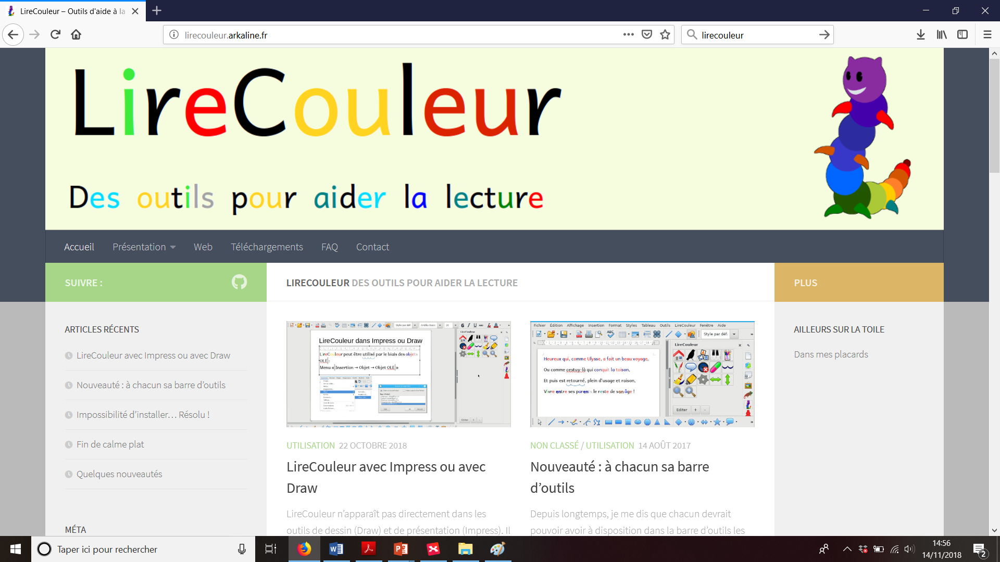 LireCouleur – Outils d'aide à la
lirecouleur.arkaline.fr
lirecouleur
LireCouleur
Des outils pour aider la lecture
Accueil
Présentation
Web
Téléchargements
FAQ
Contact
SUIVRE :
ARTICLES RÉCENTS
LireCouleur avec Impress ou avec Draw
Nouveauté : à chacun sa barre d’outils
Impossibilité d’installer… Résolu !
Fin de calme plat
Quelques nouveautés
MÉTA
LIRECOULEUR DES OUTILS POUR AIDER LA LECTURE
LireCouleur
LireCouleur dans Impress ou Draw
LireCouleur peut être utilisé par le biais des objets
OLE :
Menu « Insertion → Objet → Objet OLE »
UTILISATION 22 OCTOBRE 2018
LireCouleur avec Impress ou avec
Draw
LireCouleur n’apparaît pas directement dans les
outils de dessin (Draw) et de présentation (Impress). Il
Fichier Édition Affichage Insertion Format Styles Tableau Outils LireCouleur Fenêtre Aide
Style par déf.
LireCouleur
Heureux qui, comme Ulysse, a fait un beau voyage,
Ou comme cestuy-là qui conquit la toison,
Et puis est retourné, plein d’usage et raison,
Vivre entre ses parents le reste de son âge !
Editer + -
NON CLASSÉ / UTILISATION 14 AOÛT 2017
Nouveauté : à chacun sa barre
d’outils
Depuis longtemps, je me dis que chacun devrait
pouvoir avoir à disposition dans la barre d’outils les
PLUS
AILLEURS SUR LA TOILE
Dans mes placards
Taper ici pour rechercher
14:56
14/11/2018
2